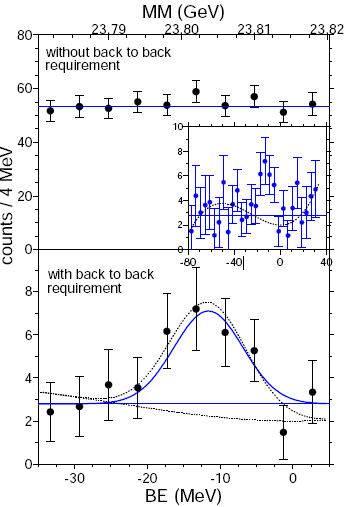 MM (GeV)
23.79 23.80 23.81 23.82
80
without back to back
requirement
60
40
20
0
counts / 4 MeV
10
8
6
4
2
0
-80 -40 0 40
with back to back
requirement
8
6
4
2
0
-30 -20 -10 0
BE (MeV)